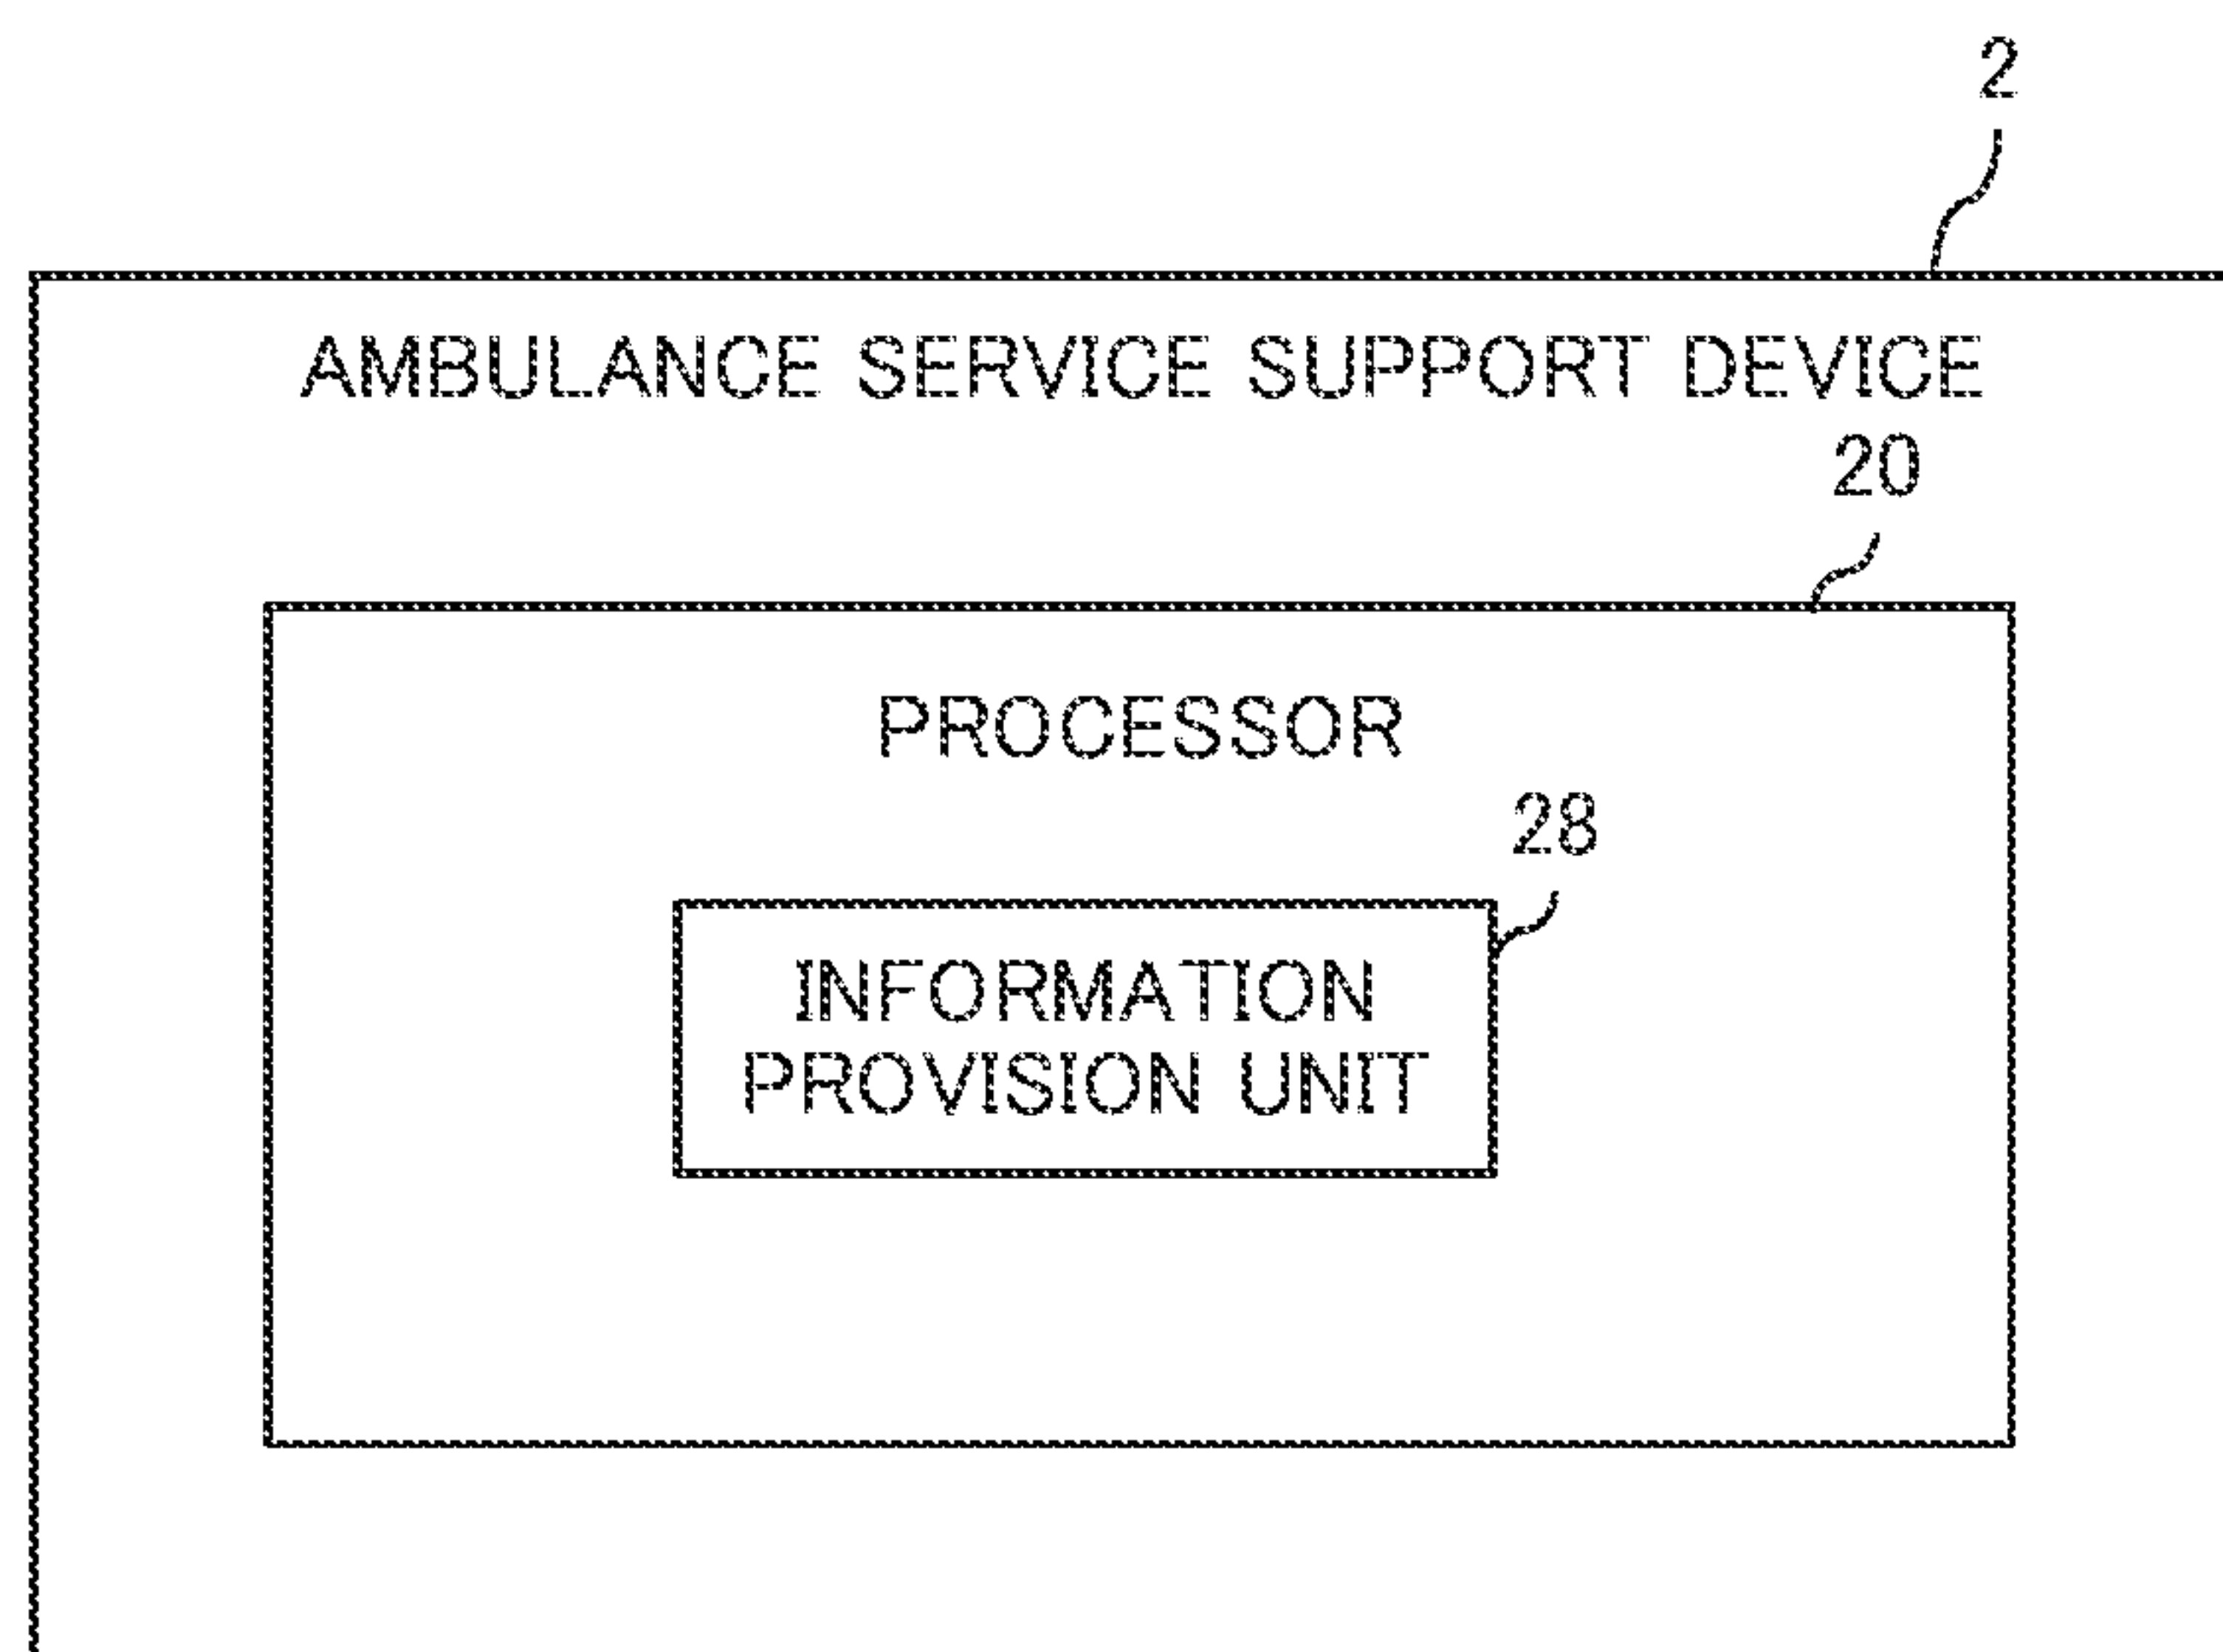 2
AMBULANCE SERVICE SUPPORT DEVICE
20
PROCESSOR
28
INFORMATION
PROVISION UNIT